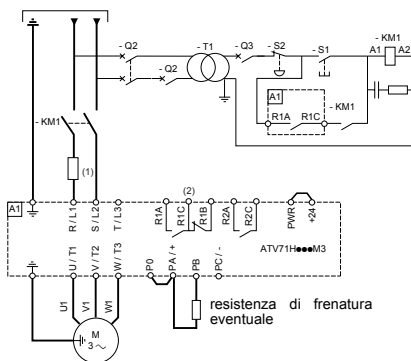 - Q2
- T1
- Q3
- S2
- S1
- KM1
A1
A2
- Q2
A1
- KM1
R1A
R1C
- KM1
(1)
A1
R / L1
S / L2
T / L3
(2)
R1A
R1C
R1B
R2A
R2C
PWR
+24
ATV71H●●●M3
U / T1
V / T2
W / T3
P0
PA / +
PB
PC / -
U1
V1
W1
M
3 ~
resistenza di frenatura
eventuale